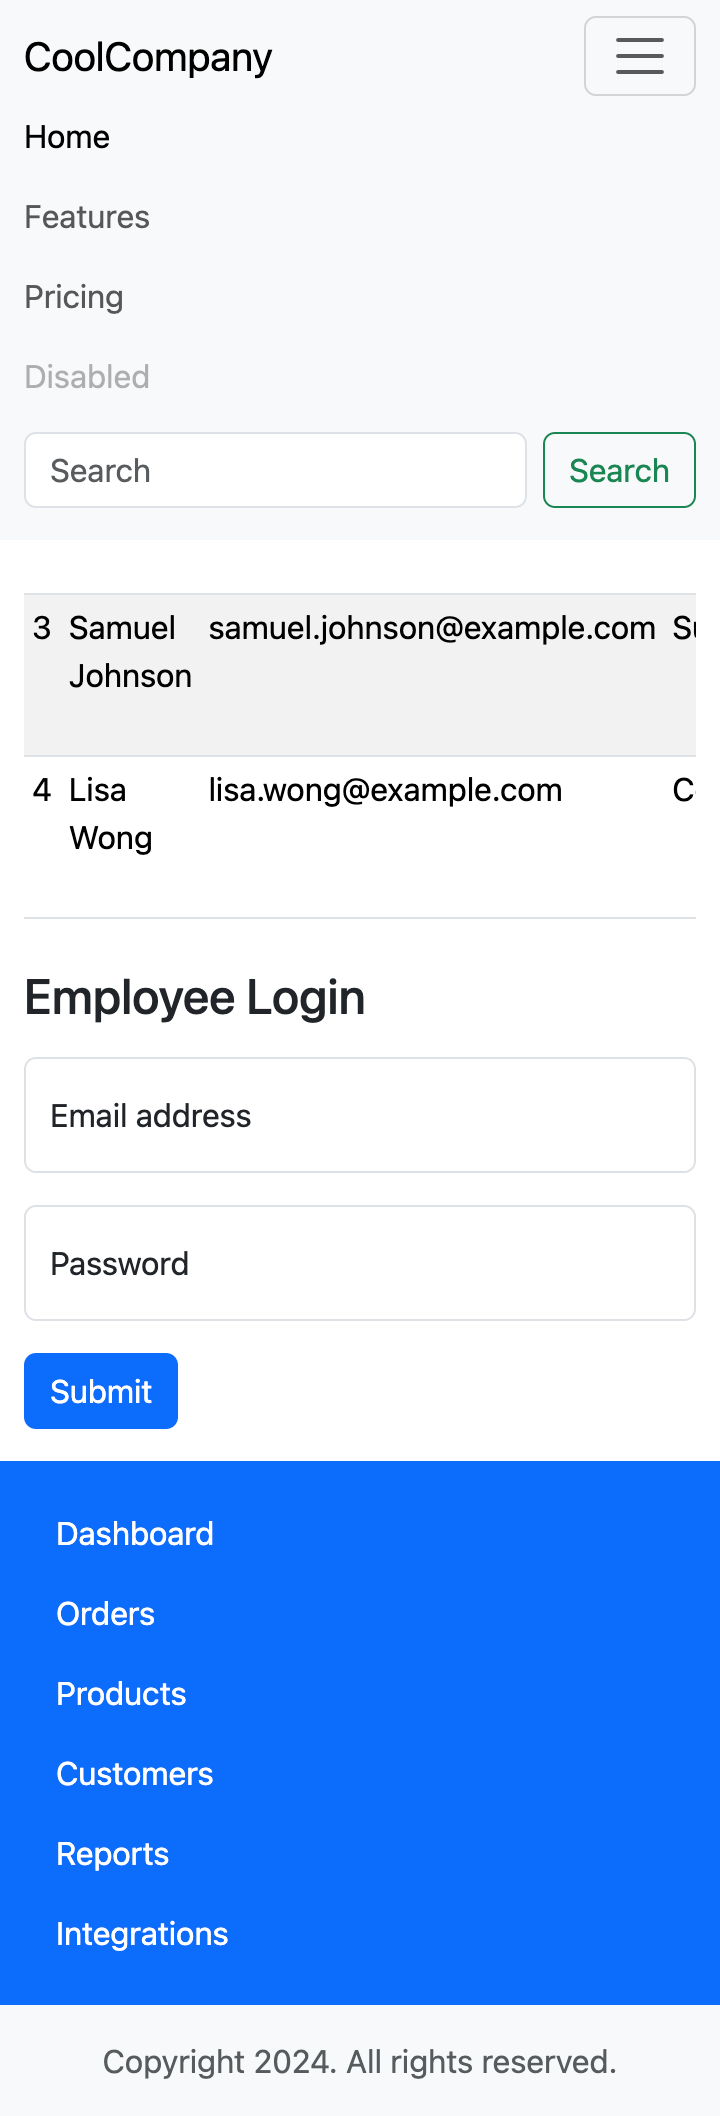 CoolCompany
Home
Features
Pricing
Disabled
Search Search
3 Samuel samuel.johnson@example.com
Johnson
4 Lisa lisa.wong@example.com
Wong
Employee Login
Email address
Password
Submit
Dashboard
Orders
Products
Customers
Reports
Integrations
Copyright 2024. All rights reserved.